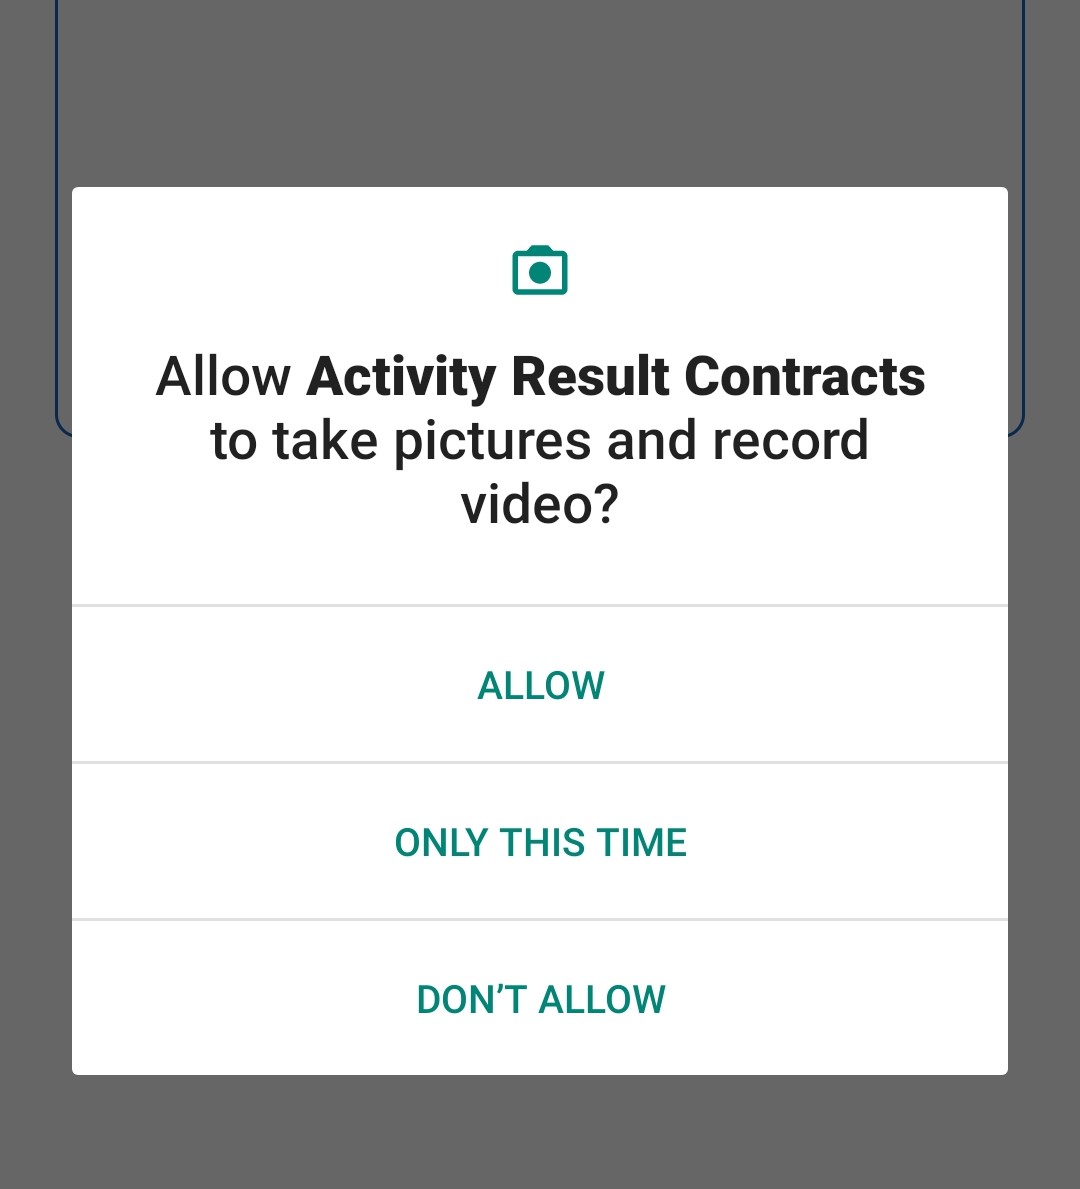 Allow Activity Result Contracts
to take pictures and record
video?
ALLOW
ONLY THIS TIME
DON’T ALLOW